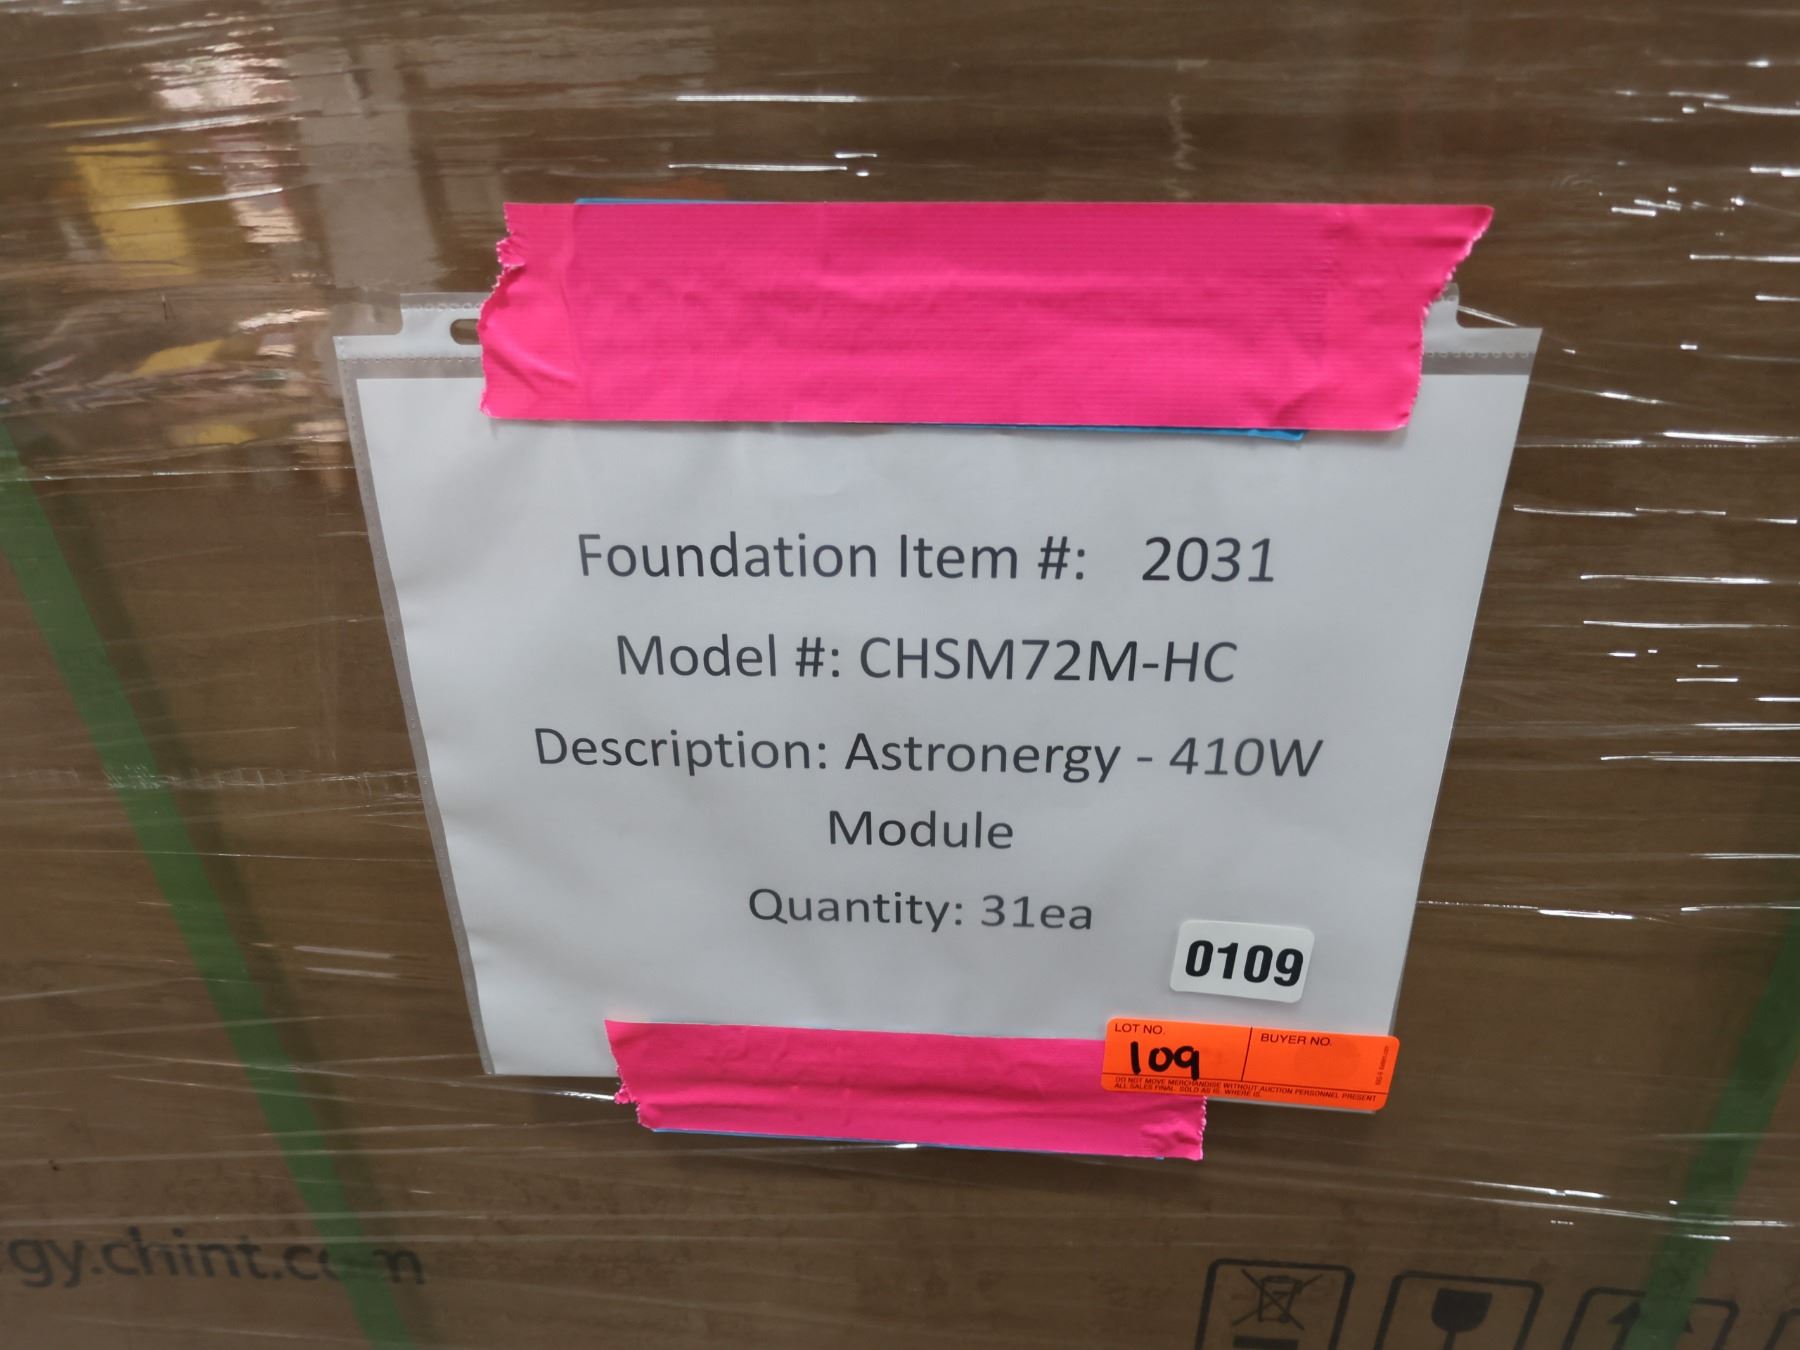 Foundation Item #: 2031
Model #: CHSM72M-HC
Description: Astronergy - 410W
Module
Quantity: 31ea
0109
LOT NO.
109
BUYER NO.
DO NOT MOVE MERCHANDISE WITHOUT AUCTION PERSONNEL PRESENT
ALL SALES FINAL. SOLD AS IS. WHERE IS.
gy.chint.com